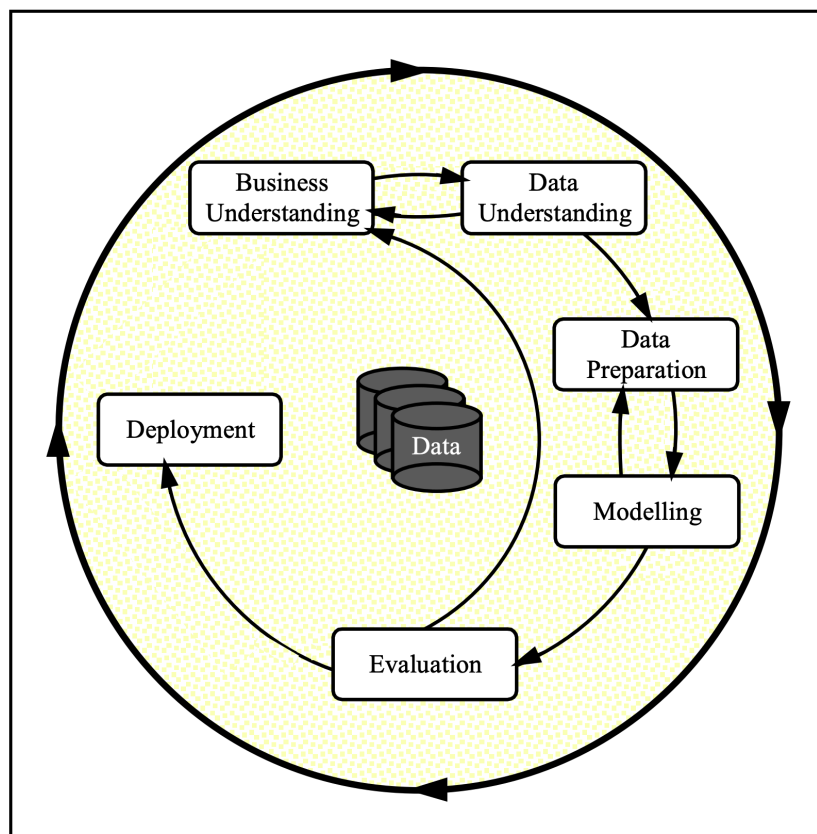 Business
Understanding
Data
Understanding
Data
Preparation
Deployment
Data
Modelling
Evaluation